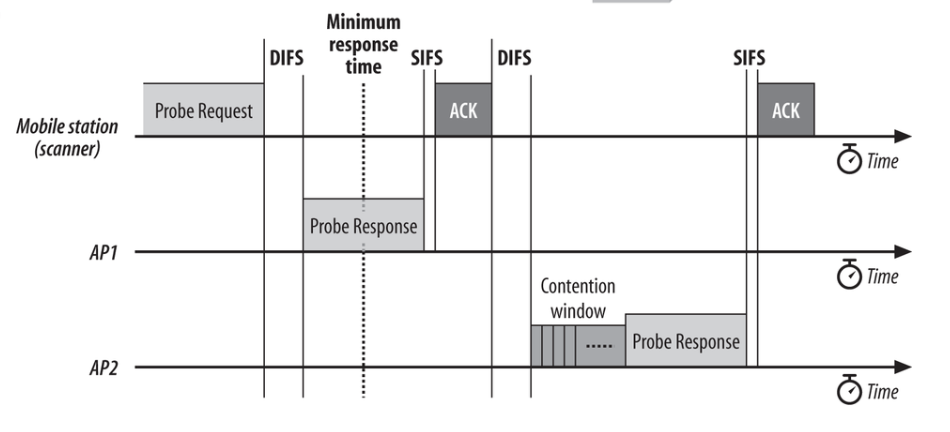 Minimum
response
time
DIFS
SIFS
DIFS
SIFS
Probe Request
ACK
ACK
Mobile station
(scanner)
Time
Probe Response
AP1
Time
Contention
window
.....
Probe Response
AP2
Time